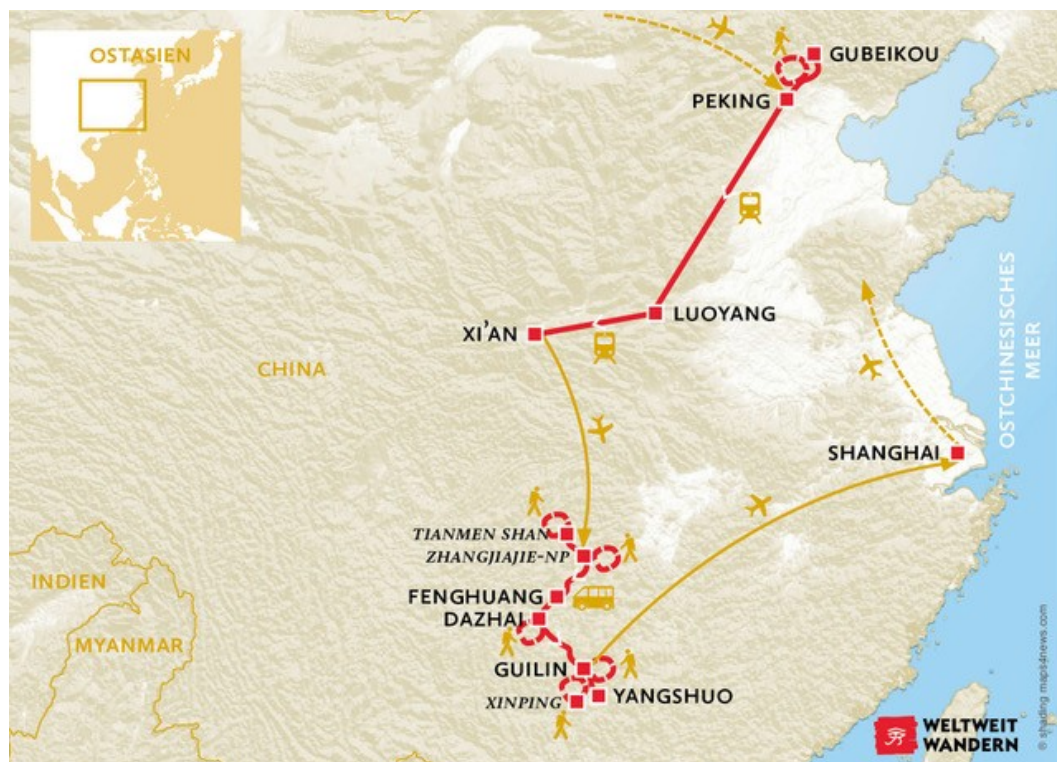 OSTASIEN
GUBEIKOU
PEKING
LUOYANG
XI'AN
CHINA
OSTCHINESISCHES
MEER
SHANGHAI
TIANMEN SHAN
ZHANGJIAJIE-NP
INDIEN
FENGHUANG
DAZHAI
MYANMAR
GUILIN
YANGSHUO
XINPING
WELTWEIT
WANDERN
© shading maps4news.com